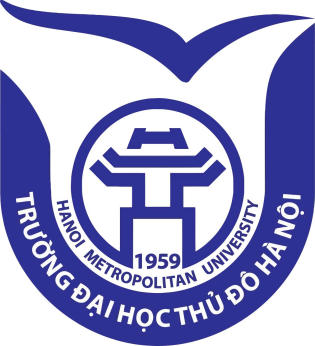 1959
HANOI METROPOLITAN UNIVERSITY
TRƯỜNG ĐẠI HỌC THỦ ĐÔ HÀ NỘI